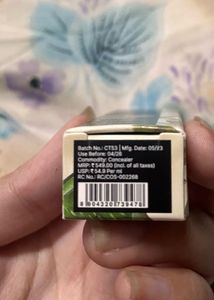 Batch No.: CT53 | Mfg. Date: 05/23
Use Before: 04/26
Commodity: Concealer
MRP: ₹ 549.00 (incl. of all taxes)
USP: ₹ 54.9 Per ml
RC No.: RC/COS-002268
8 904320 739478